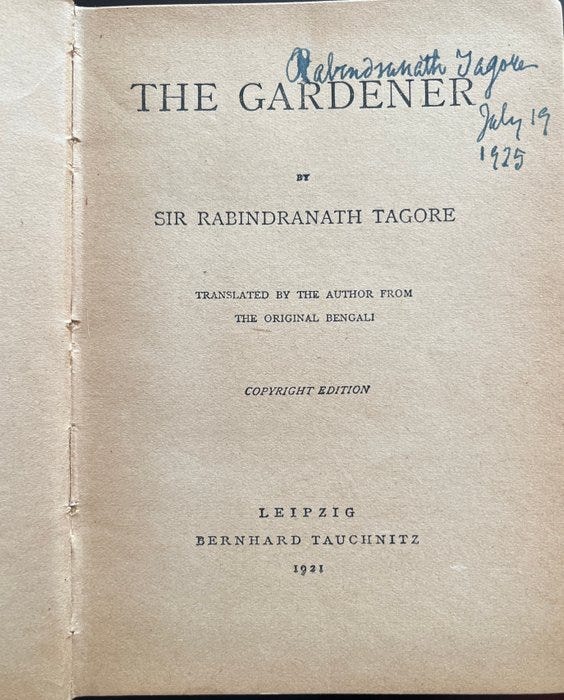 Rabindranath Tagore
THE GARDENER
July 19
1925
BY
SIR RABINDRANATH TAGORE
TRANSLATED BY THE AUTHOR FROM
THE ORIGINAL BENGALI
COPYRIGHT EDITION
LEIPZIG
BERNHARD TAUCHNITZ
1921